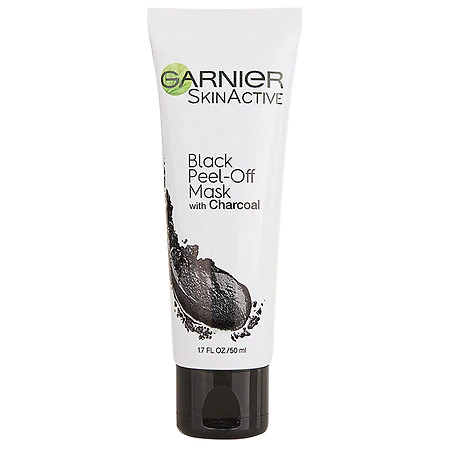 GARNIER
SKINACTIVE
Black
Peel-Off
Mask
with Charcoal
1.7 FL OZ/50 ml